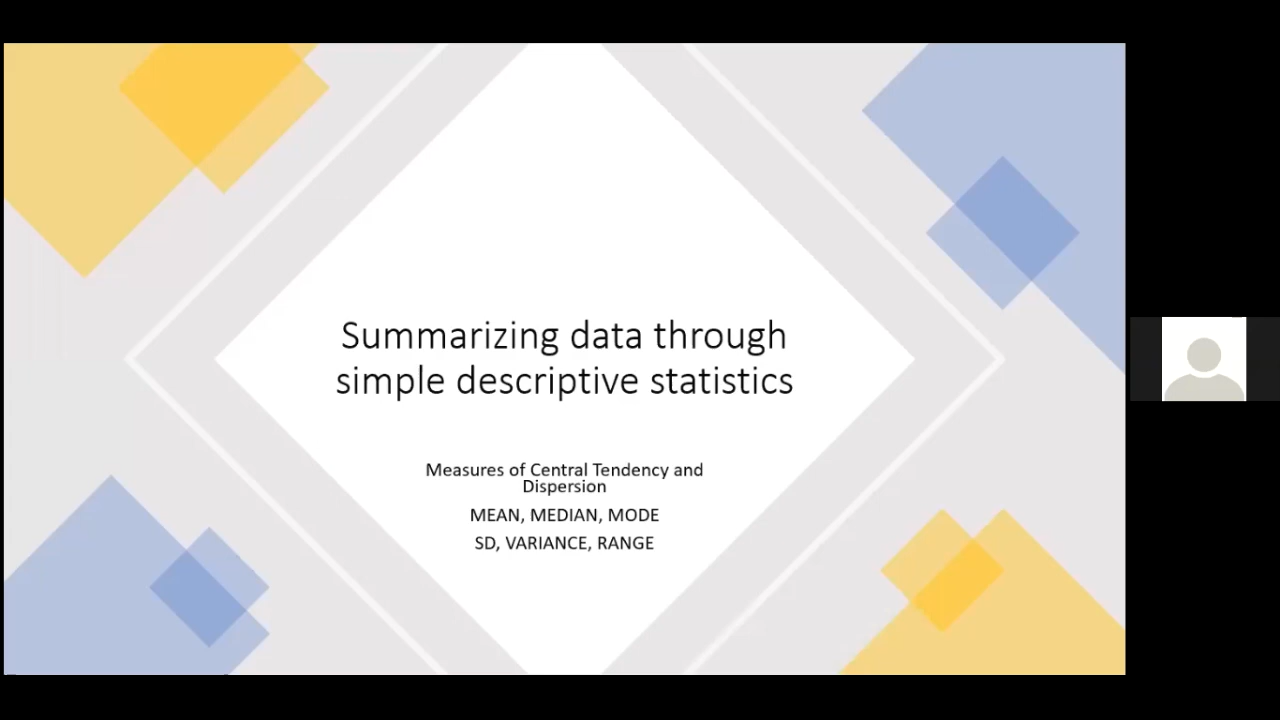 Summarizing data through
simple descriptive statistics
Measures of Central Tendency and
Dispersion
MEAN, MEDIAN, MODE
SD, VARIANCE, RANGE